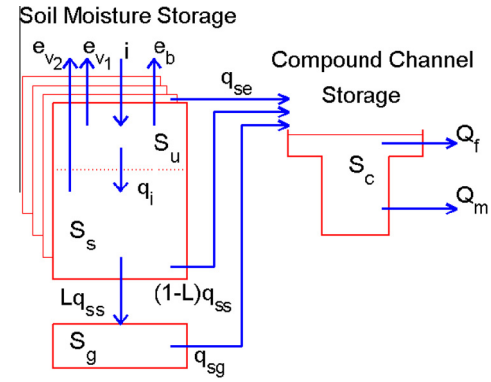 Soil Moisture Storage
e_v2 e_v1 i e_b
Compound Channel
Storage
q_se
S_u
Q_f
S_c
q_i
Q_m
S_s
Lq_ss (1-L)q_ss
S_g
q_sg